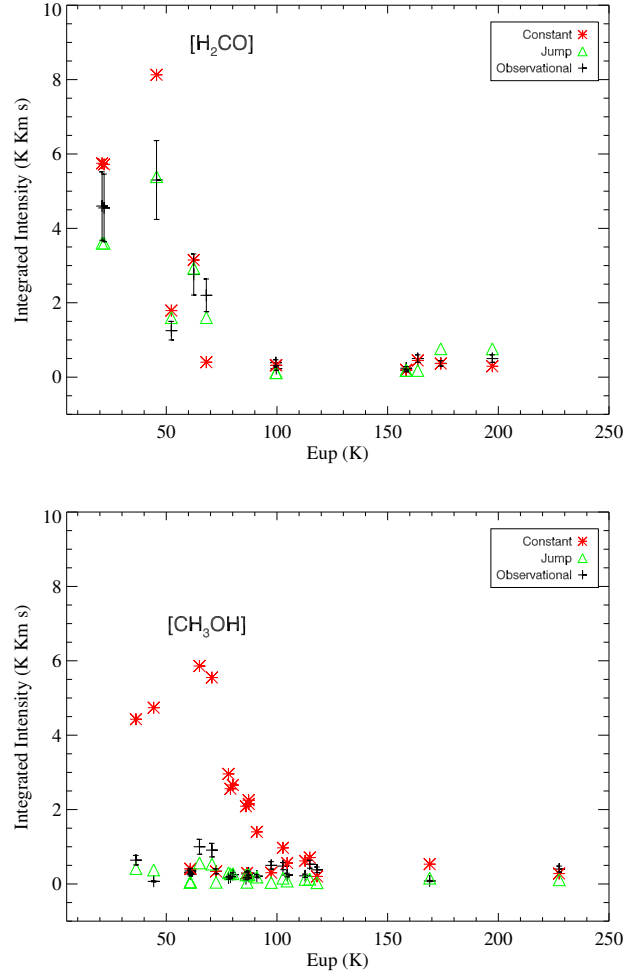 10
8
6
4
2
0
Integrated Intensity (K Km s)
[H₂CO]
Constant
Jump
Observational
50
100
150
200
250
Eup (K)
10
8
6
4
2
0
Integrated Intensity (K Km s)
[CH₃OH]
Constant
Jump
Observational
50
100
150
200
250
Eup (K)